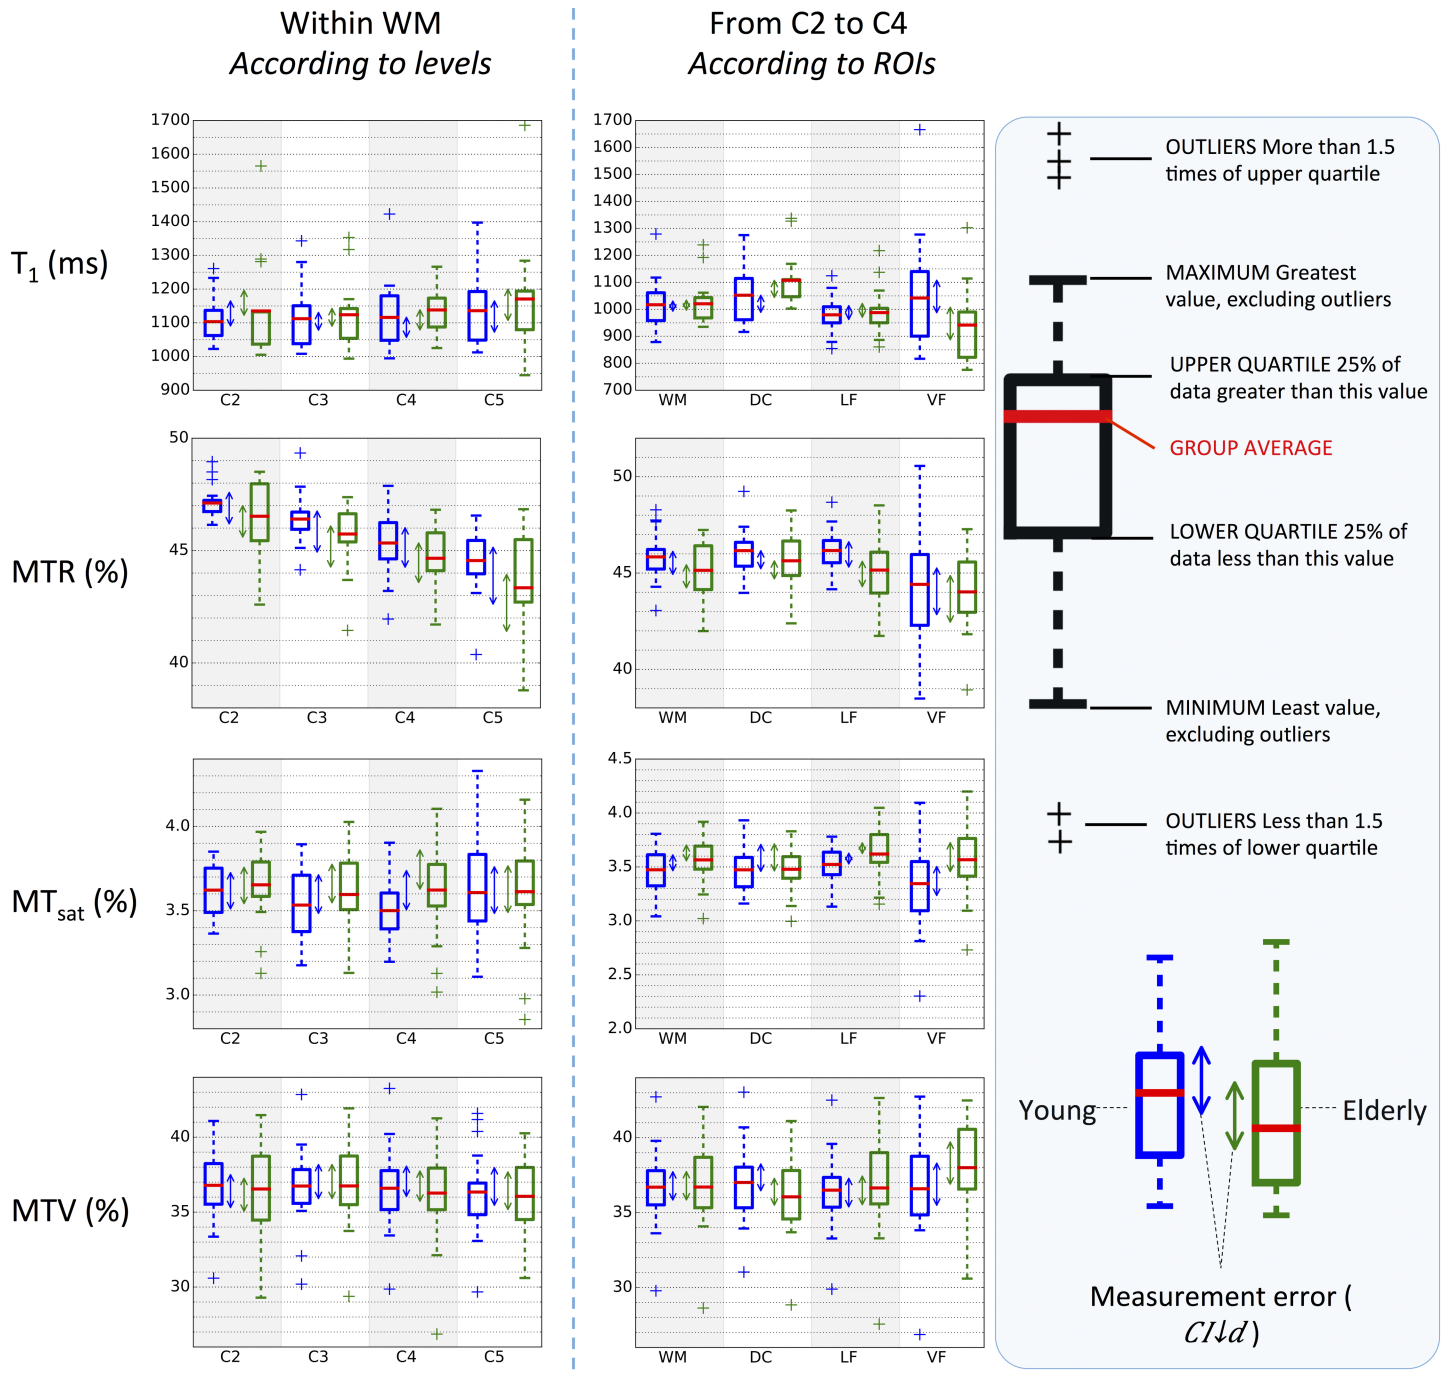 Within WM
According to levels
From C2 to C4
According to ROIs
T1 (ms)
1700
1600
1500
1400
1300
1200
1100
1000
900
C2
C3
C4
C5
1700
1600
1500
1400
1300
1200
1100
1000
900
800
700
WM
DC
LF
VF
MTR (%)
50
45
40
C2
C3
C4
C5
50
45
40
WM
DC
LF
VF
MTsat (%)
4.0
3.5
3.0
C2
C3
C4
C5
4.5
4.0
3.5
3.0
2.5
2.0
WM
DC
LF
VF
MTV (%)
40
35
30
C2
C3
C4
C5
40
35
30
WM
DC
LF
VF
OUTLIERS More than 1.5
times of upper quartile
MAXIMUM Greatest
value, excluding outliers
UPPER QUARTILE 25% of
data greater than this value
GROUP AVERAGE
LOWER QUARTILE 25% of
data less than this value
MINIMUM Least value,
excluding outliers
OUTLIERS Less than 1.5
times of lower quartile
Young
Elderly
Measurement error (
CI↓d )